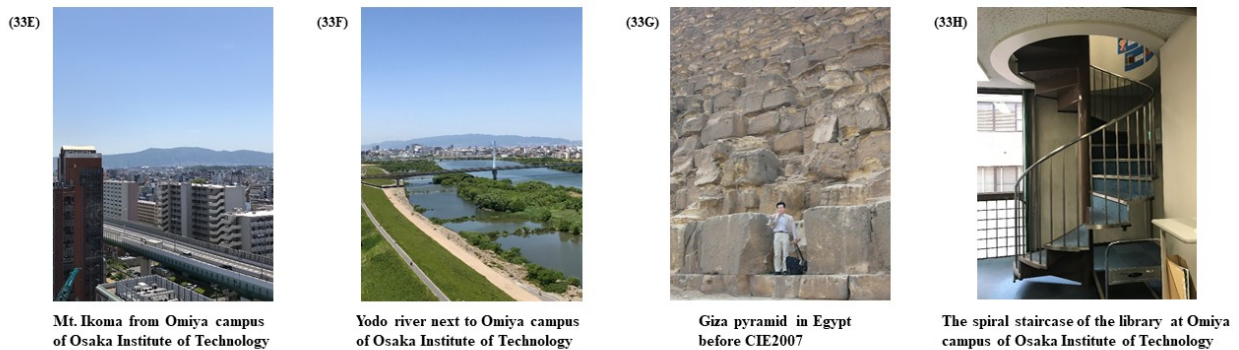 (33E)
(33F)
(33G)
(33H)
Mt. Ikoma from Omiya campus
of Osaka Institute of Technology
Yodo river next to Omiya campus
of Osaka Institute of Technology
Giza pyramid in Egypt
before CIE2007
The spiral staircase of the library at Omiya
campus of Osaka Institute of Technology